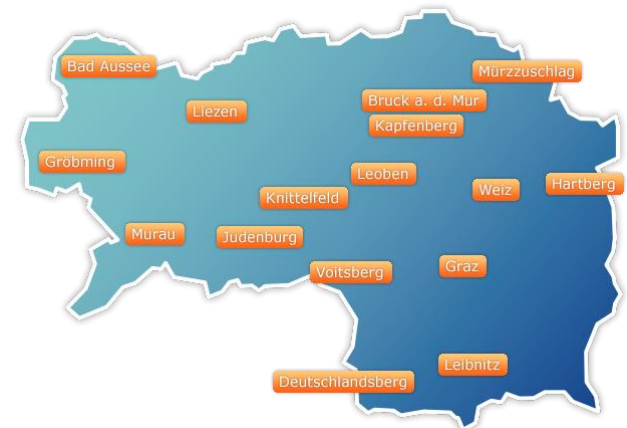 Bad Aussee
Mürzzuschlag
Liezen
Bruck a. d. Mur
Kapfenberg
Gröbming
Leoben
Weiz
Hartberg
Knittelfeld
Murau
Judenburg
Voitsberg
Graz
Leibnitz
Deutschlandsberg